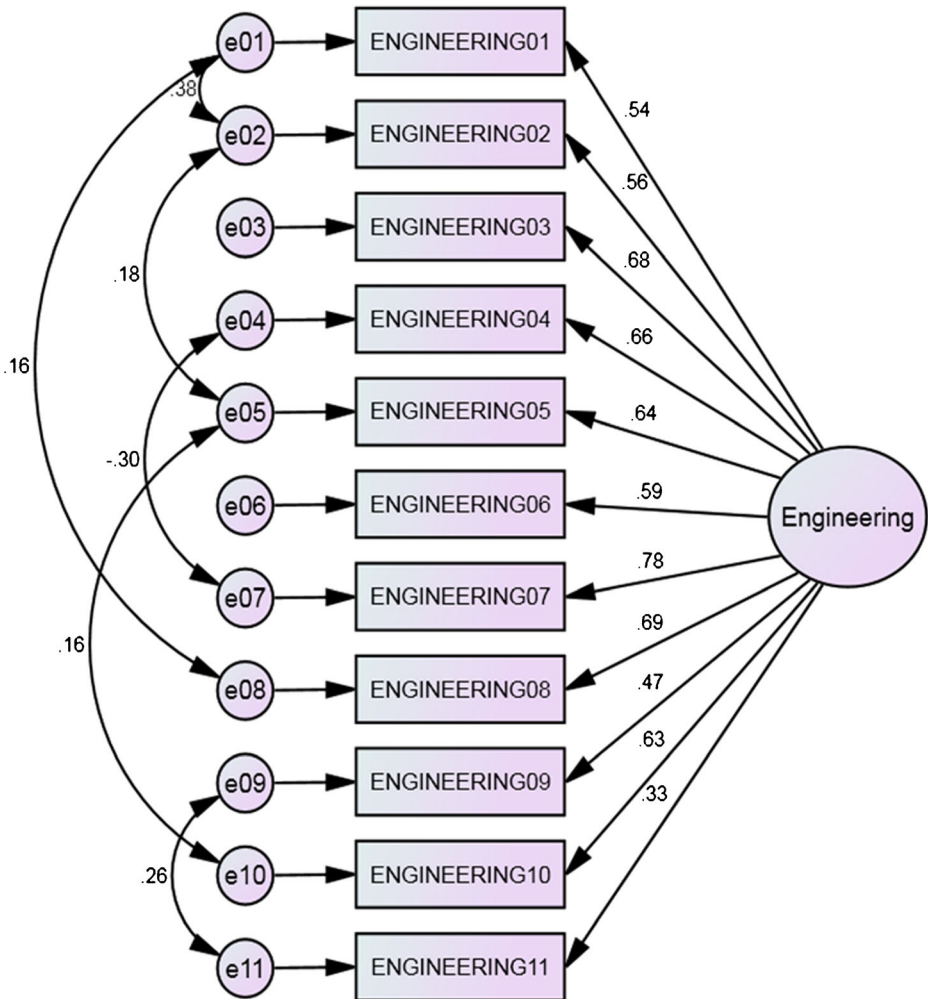 e01
ENGINEERING01
.54
.38
e02
ENGINEERING02
.56
e03
ENGINEERING03
.68
.18
e04
ENGINEERING04
.66
.16
e05
ENGINEERING05
.64
-.30
e06
ENGINEERING06
.59
Engineering
e07
ENGINEERING07
.78
.16
e08
ENGINEERING08
.69
.47
e09
ENGINEERING09
.63
.33
.26
e10
ENGINEERING10
e11
ENGINEERING11